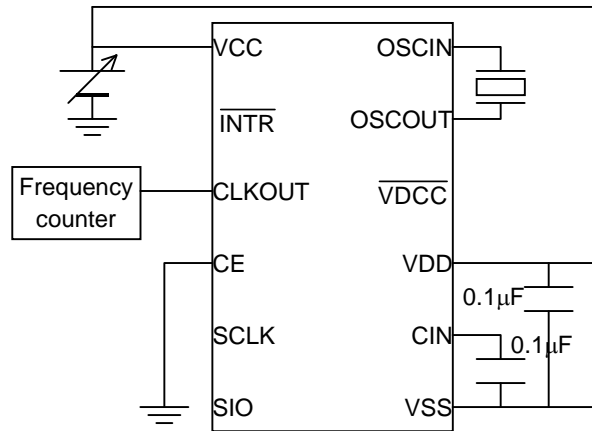 VCC
OSCIN
INTR
OSCOUT
Frequency
counter
CLKOUT
VDCC
CE
VDD
0.1μF
SCLK
CIN
0.1μF
SIO
VSS